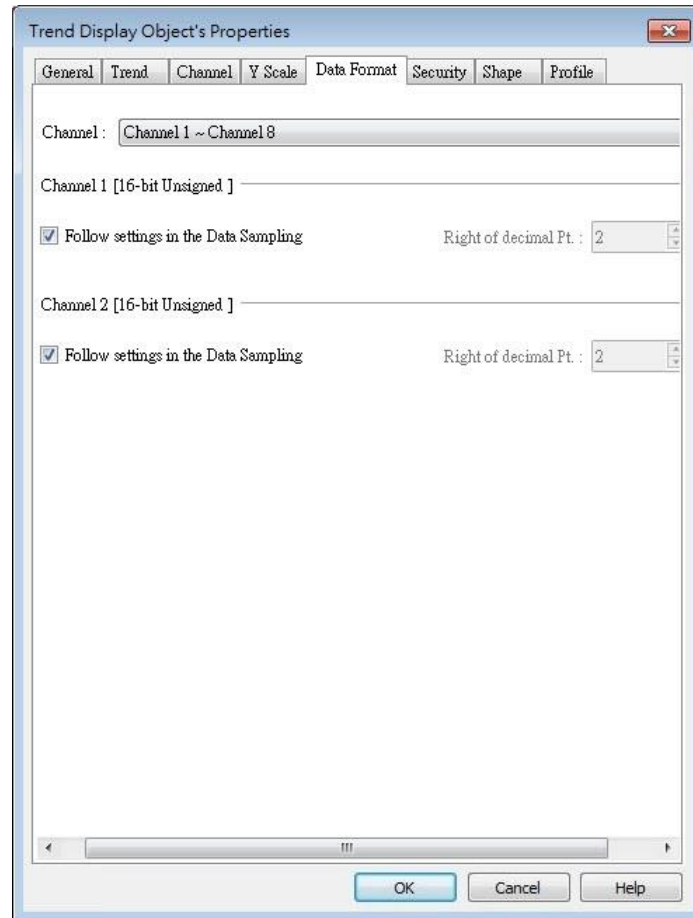 Trend Display Object's Properties
General Trend Channel Y Scale Data Format Security Shape Profile
Channel : Channel 1 ~ Channel 8
Channel 1 [16-bit Unsigned ]
Follow settings in the Data Sampling Right of decimal Pt. : 2
Channel 2 [16-bit Unsigned ]
Follow settings in the Data Sampling Right of decimal Pt. : 2
OK Cancel Help